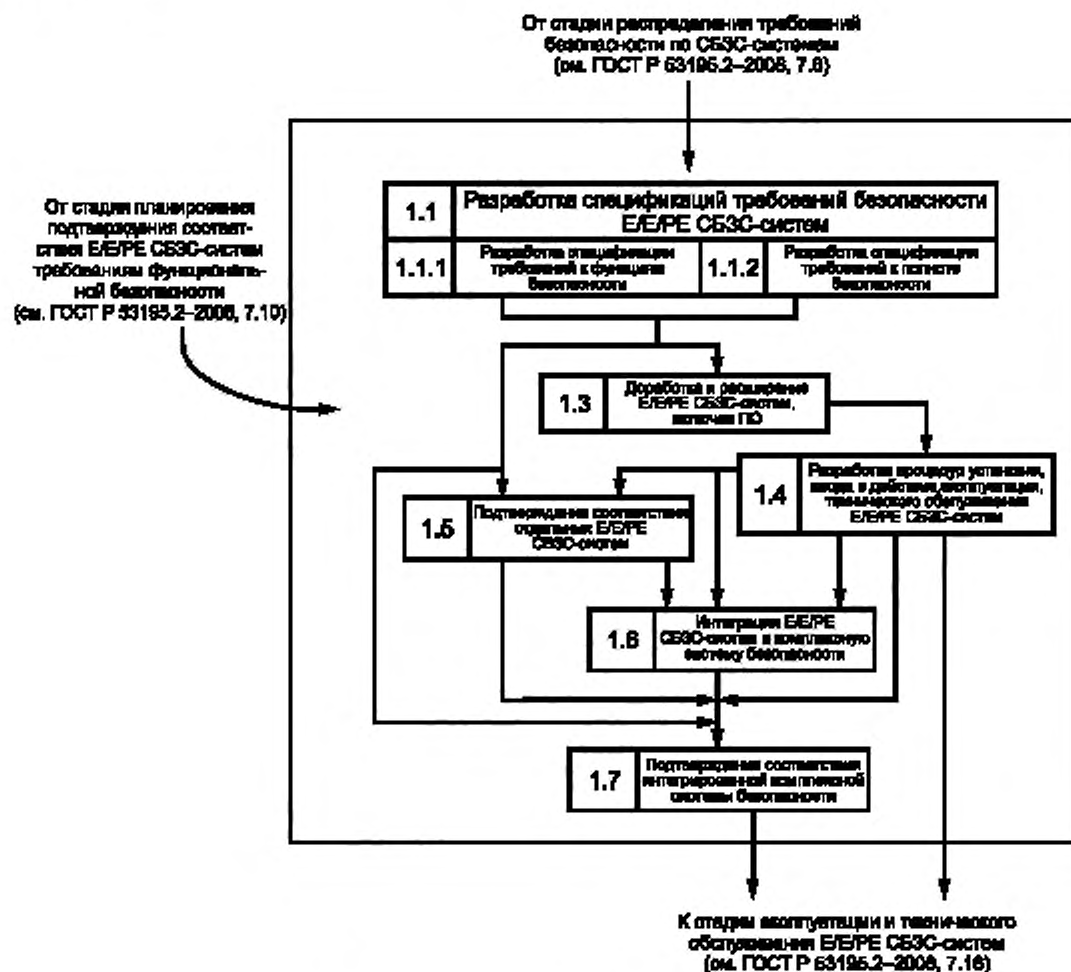 От стадии распределения требований
безопасности по СБЗС-системам
(см. ГОСТ Р 53195.2–2008, 7.6)
От стадии планирования
подтверждения соответ-
ствия Е/Е/РЕ СБЗС-систем
требованиям функциональ-
ной безопасности
(см. ГОСТ Р 53195.2–2008, 7.10)
1.1
Разработка спецификаций требований безопасности
Е/Е/РЕ СБЗС-систем
1.1.1
Разработка спецификации
требований к функциям
безопасности
1.1.2
Разработка спецификации
требований к полноте
безопасности
1.3
Доработка и расширение
Е/Е/РЕ СБЗС-систем,
включая ПО
1.4
Разработка процедур установки,
ввода в действие, эксплуатации,
технического обслуживания
Е/Е/РЕ СБЗС-систем
1.5
Подтверждение соответствия
отдельных Е/Е/РЕ
СБЗС-систем
1.6
Интеграция Е/Е/РЕ
СБЗС-систем в комплексную
систему безопасности
1.7
Подтверждение соответствия
интегрированной комплексной
системы безопасности
К стадии эксплуатации и технического
обслуживания Е/Е/РЕ СБЗС-систем
(см. ГОСТ Р 53195.2–2008, 7.16)